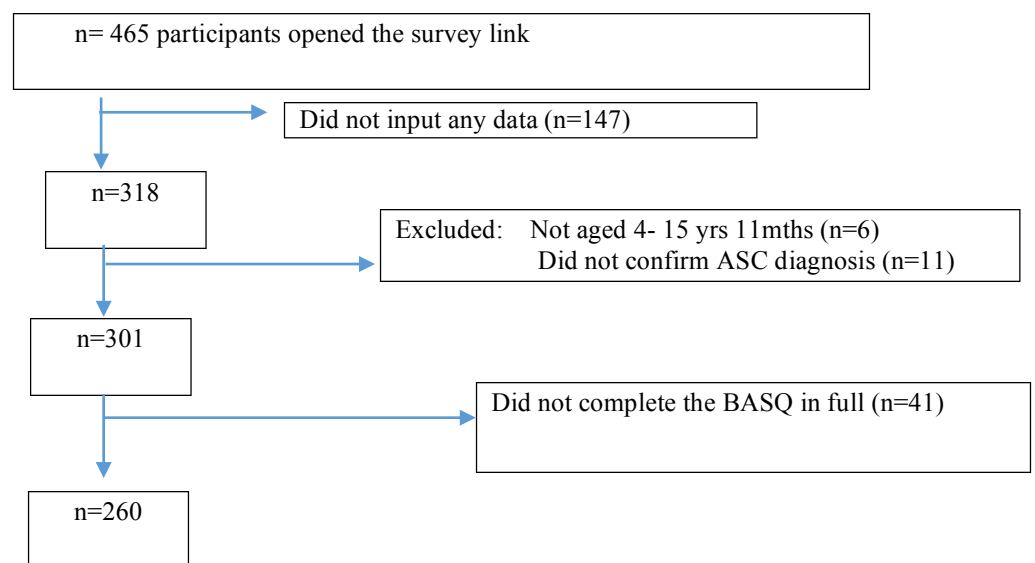 n= 465 participants opened the survey link
Did not input any data (n=147)
n=318
Excluded: Not aged 4- 15 yrs 11mths (n=6)
Did not confirm ASC diagnosis (n=11)
n=301
Did not complete the BASQ in full (n=41)
n=260